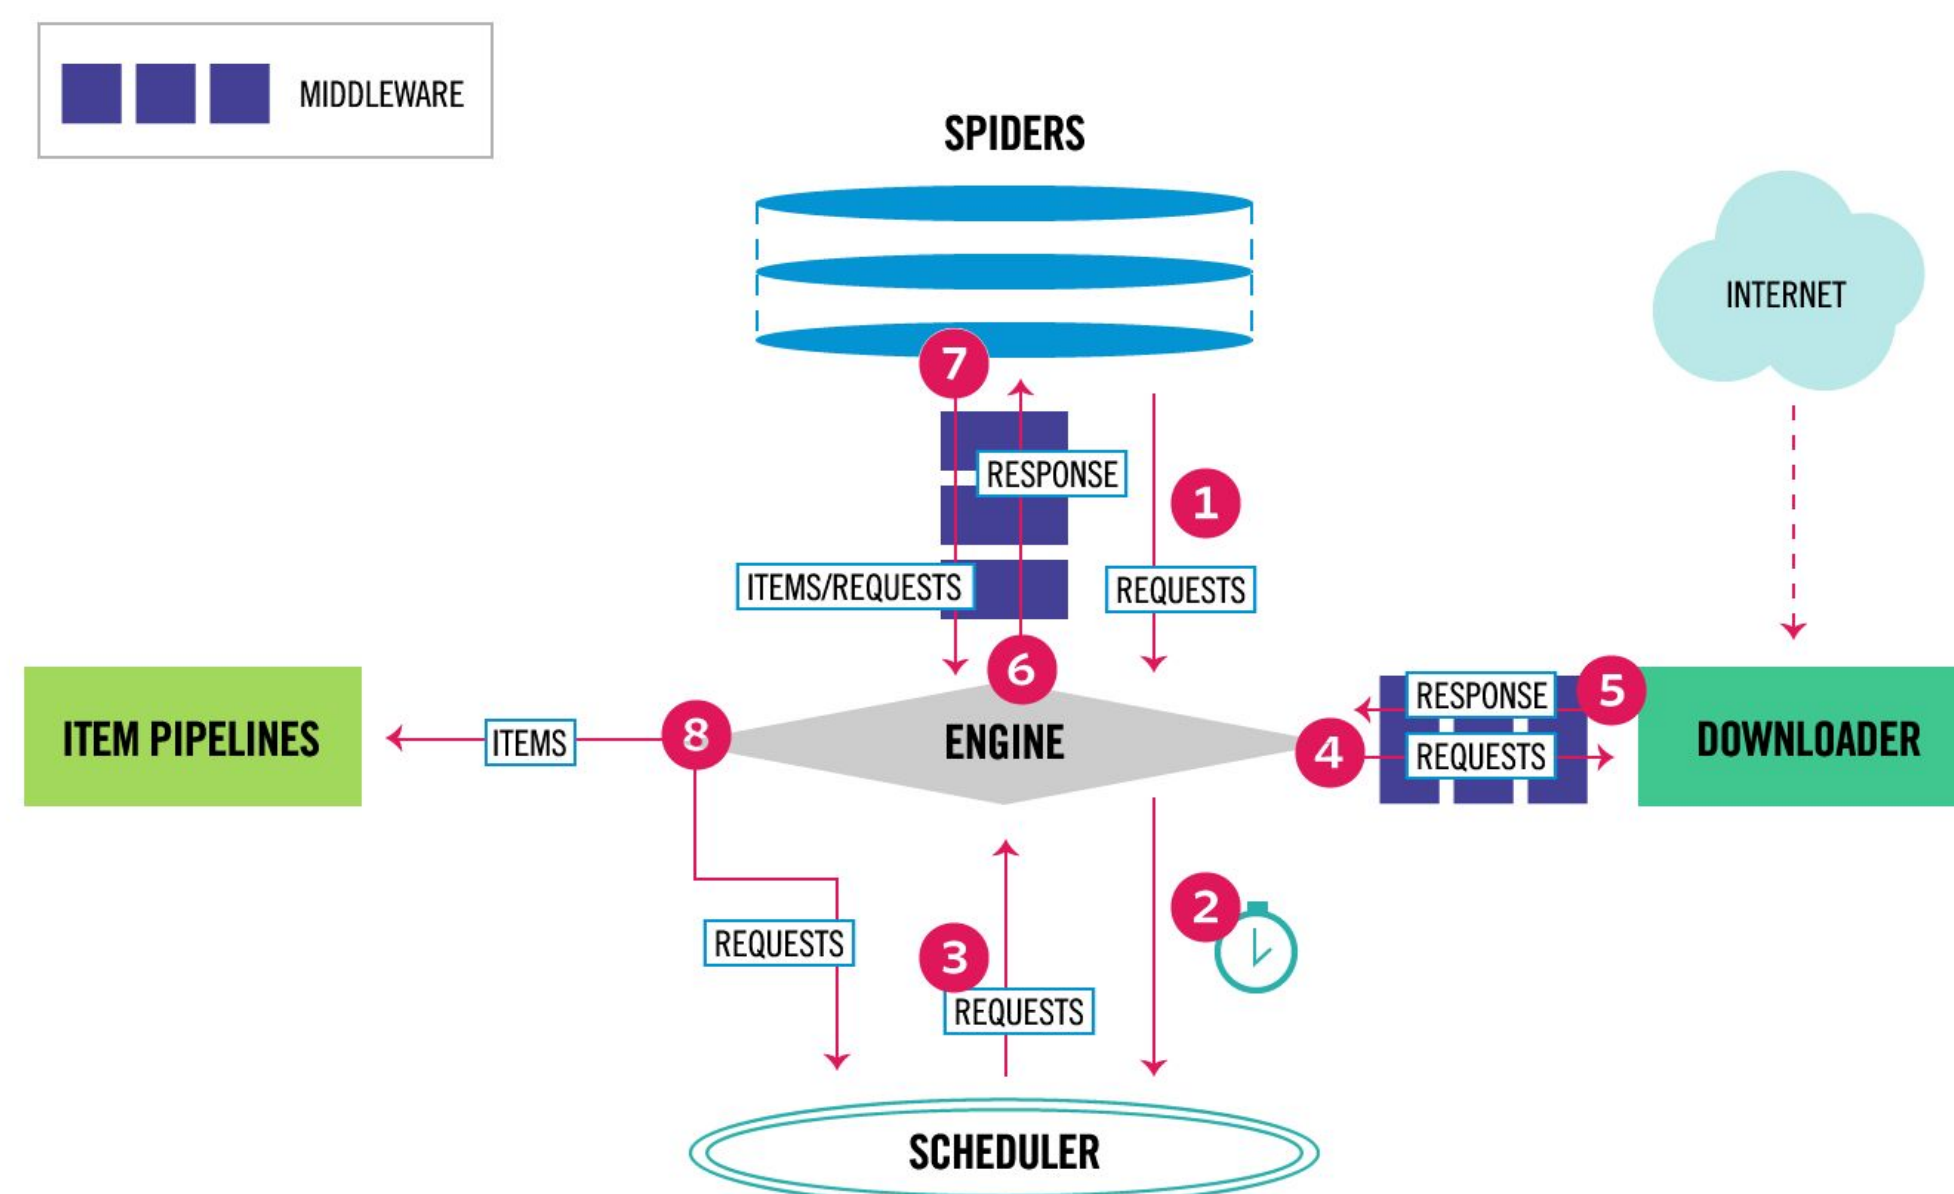 MIDDLEWARE
SPIDERS
INTERNET
7
RESPONSE
1
ITEMS/REQUESTS
REQUESTS
6
5
RESPONSE
ITEM PIPELINES
ITEMS
8
ENGINE
4
REQUESTS
DOWNLOADER
2
REQUESTS
3
REQUESTS
SCHEDULER